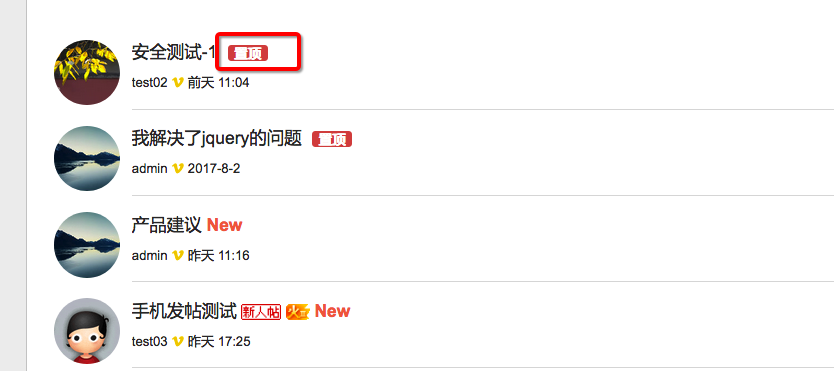 安全测试-1 置顶
test02 前天 11:04
我解决了jquery的问题 置顶
admin 2017-8-2
产品建议 New
admin 昨天 11:16
手机发帖测试 新人帖 火 New
test03 昨天 17:25